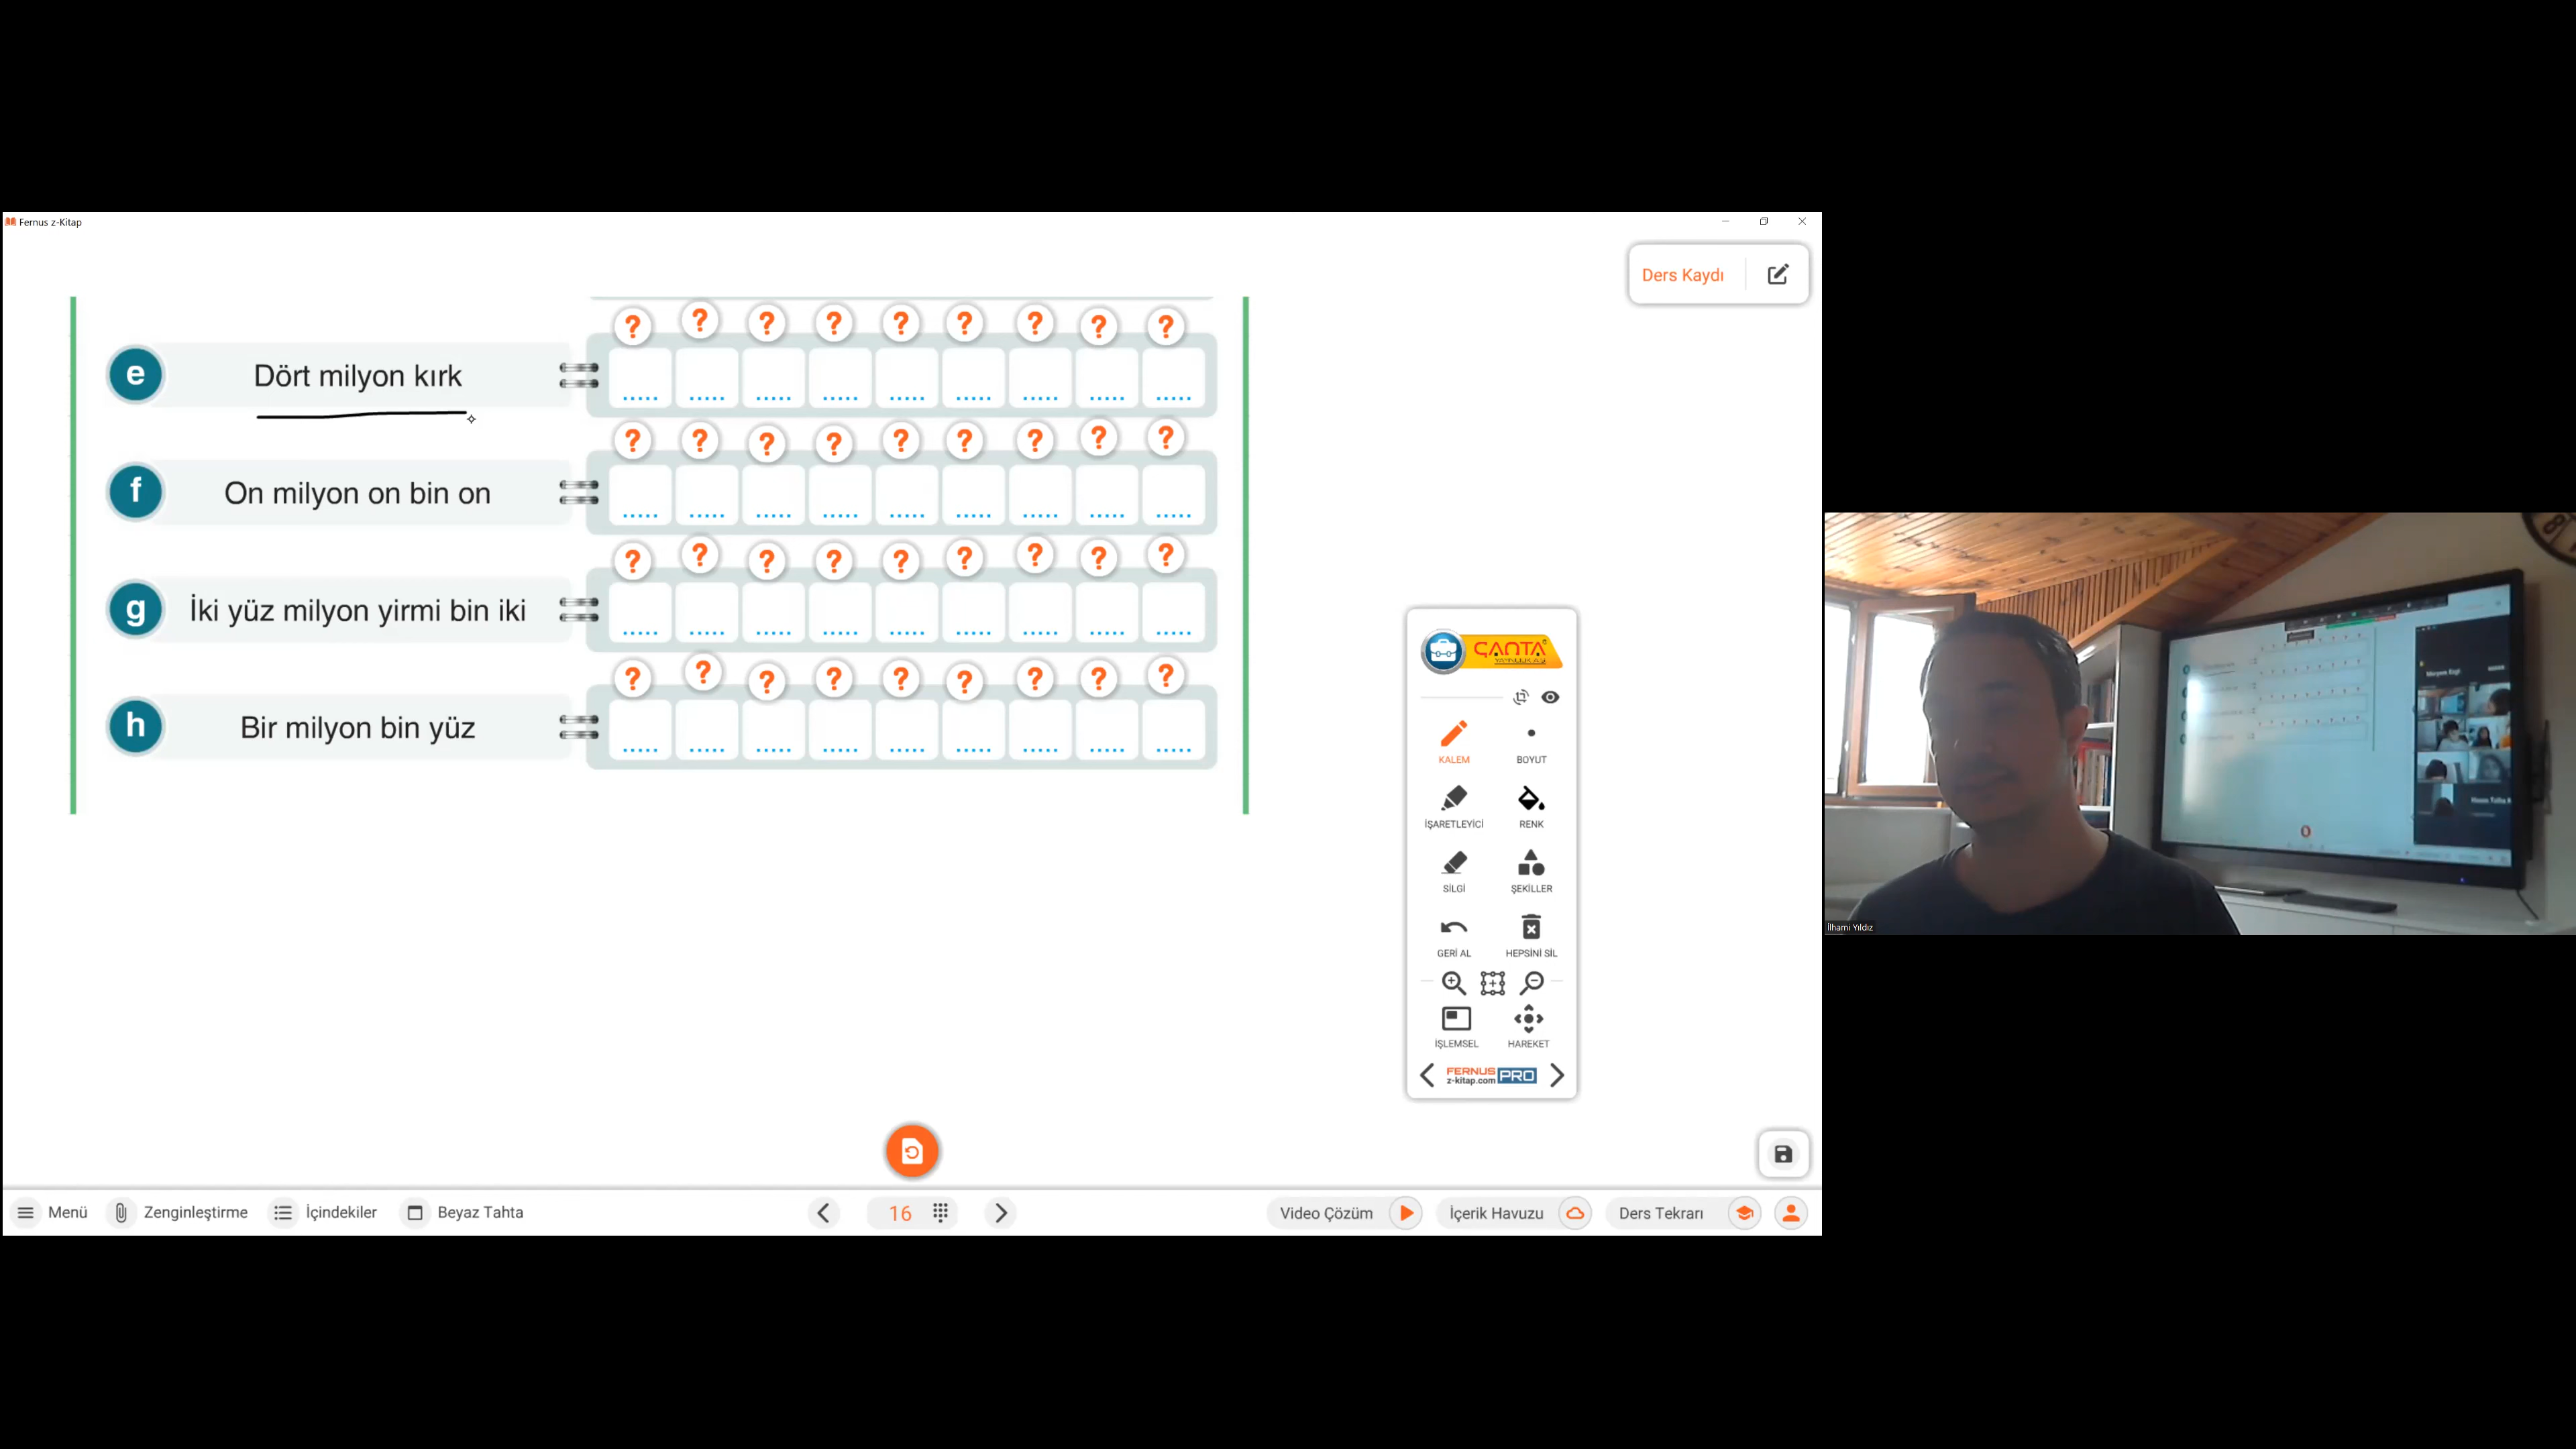 Fernus z-Kitap
Ders Kaydı
? ? ? ? ? ? ? ? ?
e Dört milyon kırk ..... ..... ..... ..... ..... ..... ..... ..... .....
? ? ? ? ? ? ? ? ?
f On milyon on bin on ..... ..... ..... ..... ..... ..... ..... ..... .....
? ? ? ? ? ? ? ? ?
g İki yüz milyon yirmi bin iki ..... ..... ..... ..... ..... ..... ..... ..... .....
? ? ? ? ? ? ? ? ?
h Bir milyon bin yüz ..... ..... ..... ..... ..... ..... ..... ..... .....
ÇANTA
YAYINLARI A.Ş.
KALEM BOYUT
İŞARETLEYİCİ RENK
SİLGİ ŞEKİLLER
GERİ AL HEPSİNİ SİL
İŞLEMSEL HAREKET
FERNUS
z-kitap.com PRO
İlhami Yıldız
Menü Zenginleştirme İçindekiler Beyaz Tahta 16 Video Çözüm İçerik Havuzu Ders Tekrarı